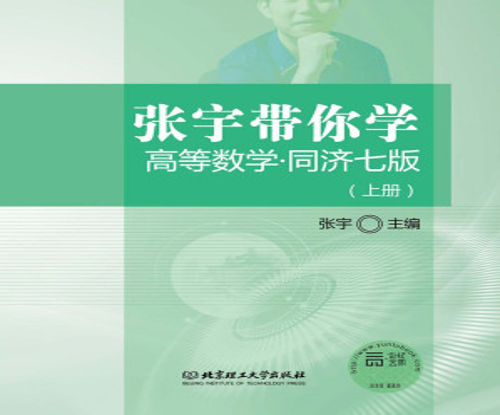 张宇带你学
高等数学·同济七版
（上册）
张宇 主编
北京理工大学出版社
BEIJING INSTITUTE OF TECHNOLOGY PRESS